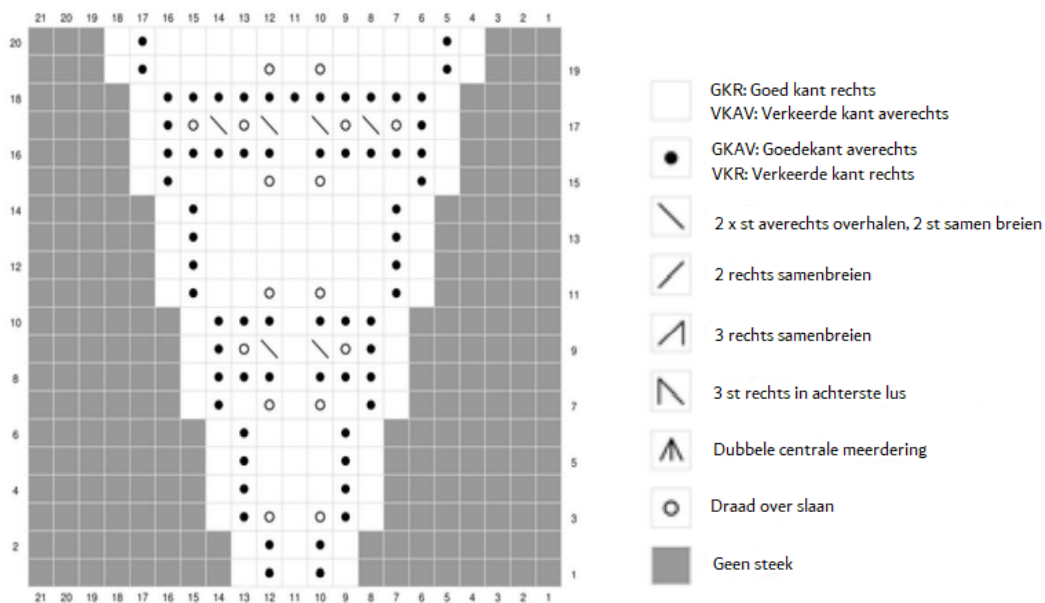 21 20 19 18 17 16 15 14 13 12 11 10 9 8 7 6 5 4 3 2 1
20
19
18
17
16
15
14
13
12
11
10
9
8
7
6
5
4
3
2
1
21 20 19 18 17 16 15 14 13 12 11 10 9 8 7 6 5 4 3 2 1
GKR: Goed kant rechts
VKAV: Verkeerde kant averechts
GKAV: Goedekant averechts
VKR: Verkeerde kant rechts
2 x st averechts overhalen, 2 st samen breien
2 rechts samenbreien
3 rechts samenbreien
3 st rechts in achterste lus
Dubbele centrale meerdering
Draad over slaan
Geen steek